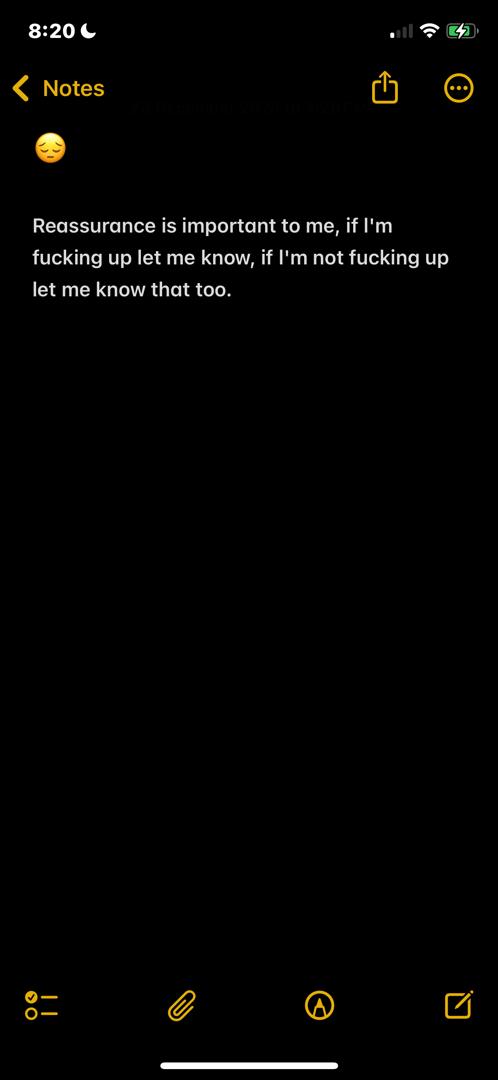 8:20
Notes
😔
Reassurance is important to me, if I'm
fucking up let me know, if I'm not fucking up
let me know that too.